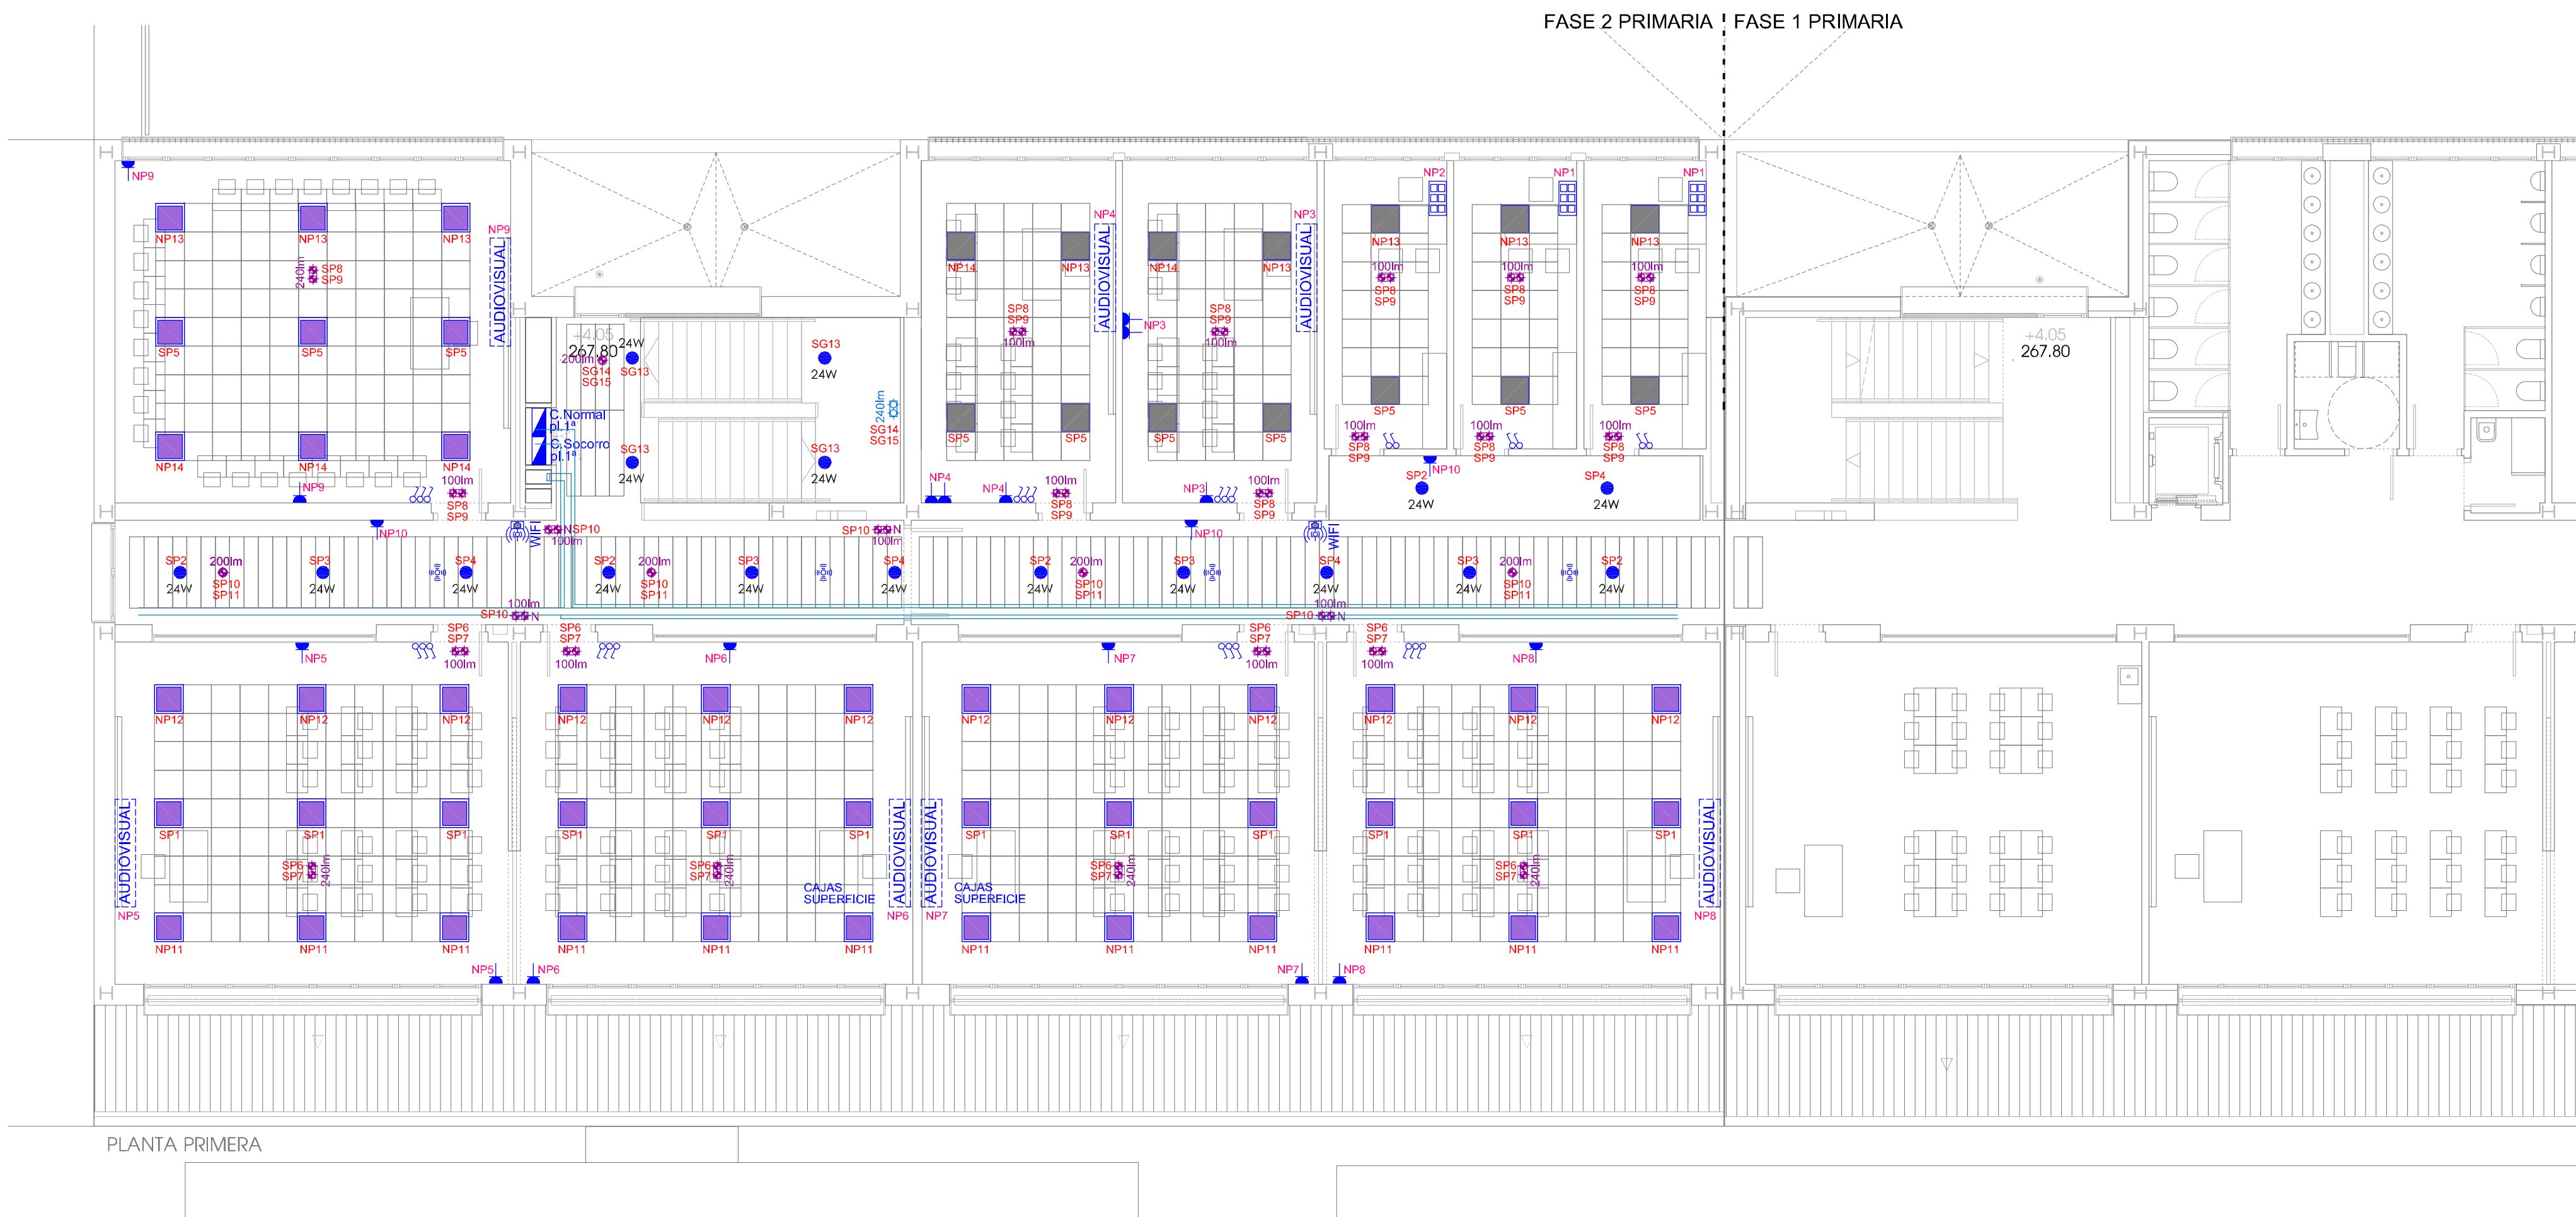 FASE 2 PRIMARIA
FASE 1 PRIMARIA
NP9
NP2
NP1
NP1
NP9
NP4
NP3
NP13
NP13
NP13
NP13
NP13
NP13
AUDIOVISUAL
AUDIOVISUAL
AUDIOVISUAL
240lm
SP8
SP9
NP14
NP13
NP14
NP13
100lm
SP8
SP9
100lm
SP8
SP9
100lm
SP8
SP9
SP8
SP9
100lm
SP8
SP9
100lm
NP3
+4.05
267.80
+4.05
267.80
24W
SG13
SG13
24W
200lm
SG14
SG15
SP5
SP5
SP5
240lm
SG14
SG15
SP5
SP5
SP5
C.Normal
pl.1ª
C.Socorro
pl.1ª
SG13
24W
SG13
24W
SP5
SP5
SP5
SP5
100lm
SP8
SP9
100lm
SP8
SP9
100lm
SP8
SP9
NP14
NP14
NP14
NP10
SP2
24W
SP4
24W
NP9
100lm
SP8
SP9
NP4
NP4
100lm
SP8
SP9
NP3
100lm
SP8
SP9
NP10
WIFI
N
SP10
100lm
SP10
N
100lm
NP10
WIFI
SP2
24W
200lm
SP10
SP11
SP3
24W
SP4
24W
SP2
24W
200lm
SP10
SP11
SP3
24W
SP4
24W
SP2
24W
200lm
SP10
SP11
SP3
24W
SP4
24W
SP3
24W
200lm
SP10
SP11
SP2
24W
100lm
SP10
N
100lm
SP10
N
NP5
SP6
SP7
100lm
SP6
SP7
100lm
NP6
NP7
SP6
SP7
100lm
SP6
SP7
100lm
NP8
NP12
NP12
NP12
NP12
NP12
NP12
NP12
NP12
NP12
NP12
NP12
NP12
SP1
SP1
SP1
SP1
SP1
SP1
SP1
SP1
SP1
SP1
SP1
SP1
AUDIOVISUAL
SP6
SP7
240lm
SP6
SP7
240lm
CAJAS
SUPERFICIE
AUDIOVISUAL
AUDIOVISUAL
CAJAS
SUPERFICIE
SP6
SP7
240lm
SP6
SP7
240lm
AUDIOVISUAL
NP5
NP6
NP7
NP8
NP11
NP11
NP11
NP11
NP11
NP11
NP11
NP11
NP11
NP11
NP11
NP11
NP5
NP6
NP7
NP8
PLANTA PRIMERA